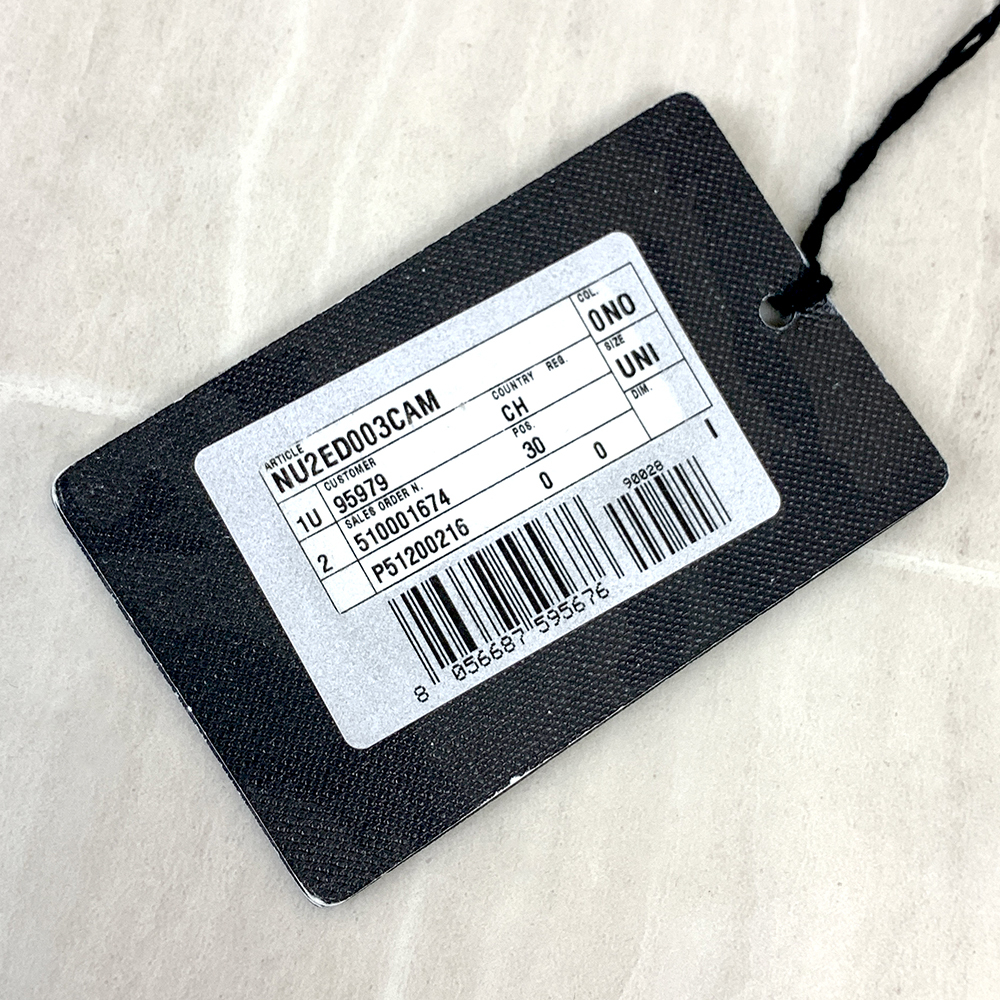 ARTICLE COL.
NU2ED003CAM 0NO
CUSTOMER COUNTRY REG. SIZE
1U 95979 CH UNI
SALES ORDER N. POS. DIM.
2 510001674 30
P51200216 0 0 I
90028
8 056687 595676